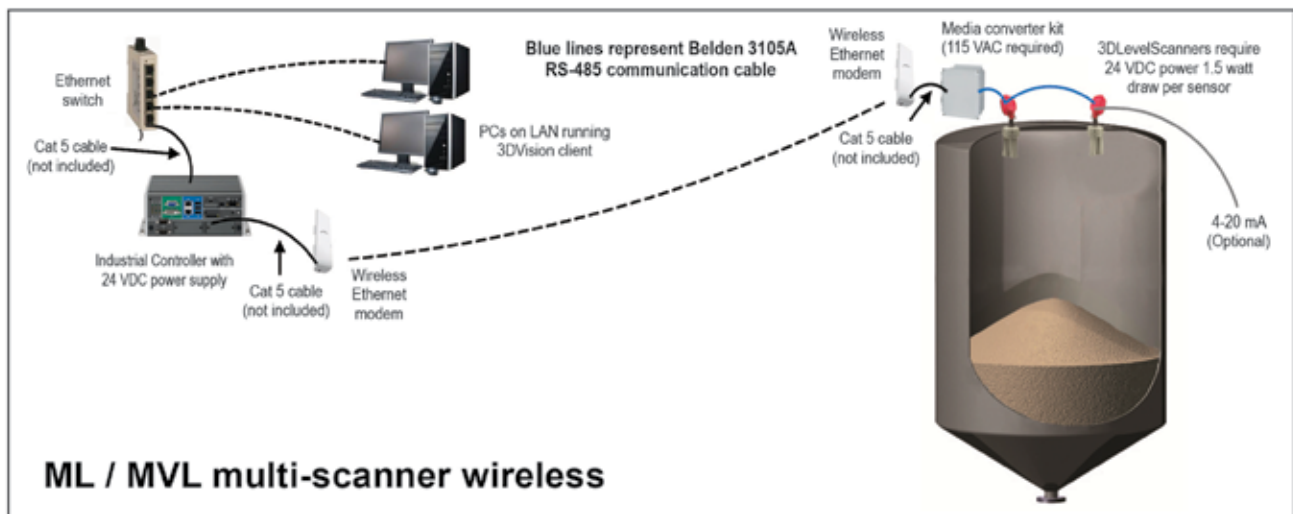 Ethernet
switch
Cat 5 cable
(not included)
Industrial Controller with
24 VDC power supply
Cat 5 cable
(not included)
Wireless
Ethernet
modem
PCs on LAN running
3DVision client
Blue lines represent Belden 3105A
RS-485 communication cable
Wireless
Ethernet
modem
Cat 5 cable
(not included)
Media converter kit
(115 VAC required)
3DLevelScanners require
24 VDC power 1.5 watt
draw per sensor
4-20 mA
(Optional)
ML / MVL multi-scanner wireless